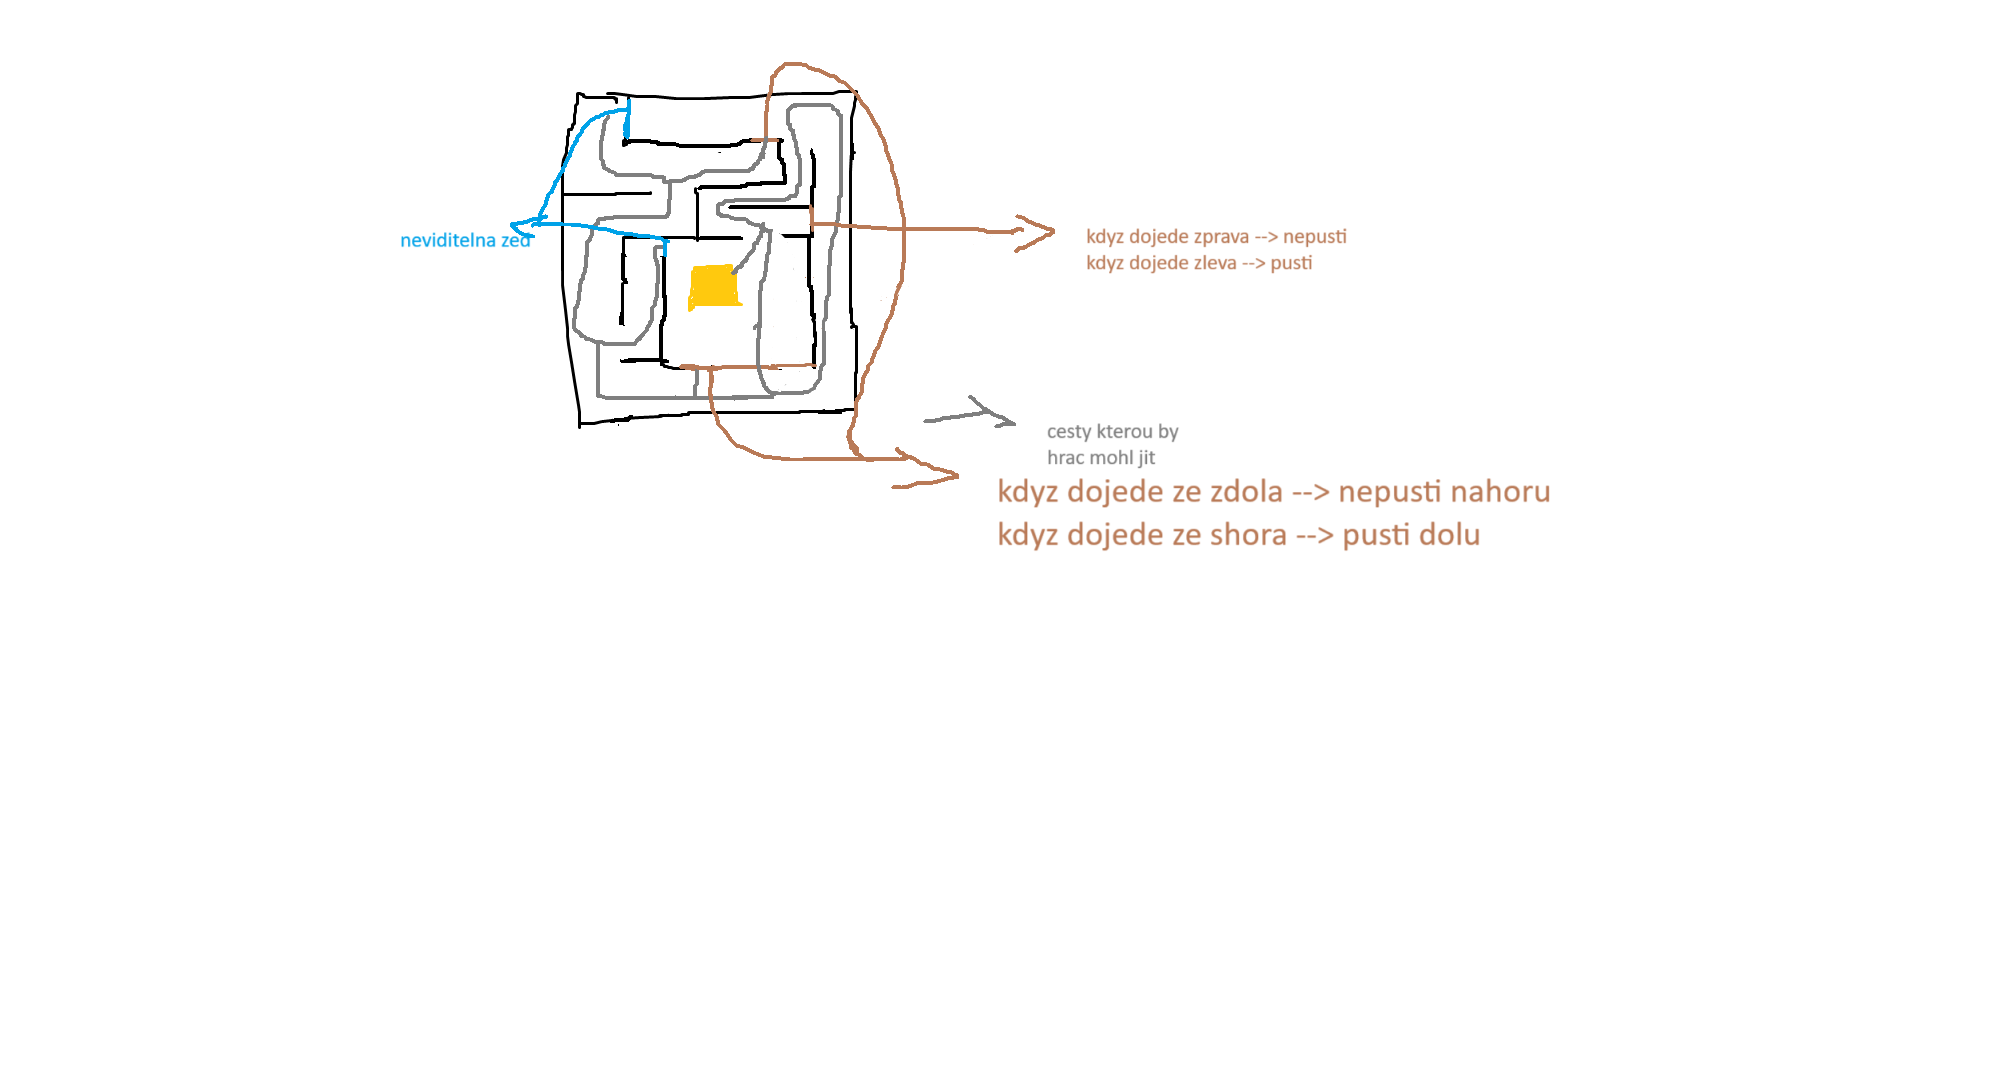 neviditelna zed
kdyz dojede zprava --> nepusti
kdyz dojede zleva --> pusti
cesty kterou by
hrac mohl jit
kdyz dojede ze zdola --> nepusti nahoru
kdyz dojede ze shora --> pusti dolu